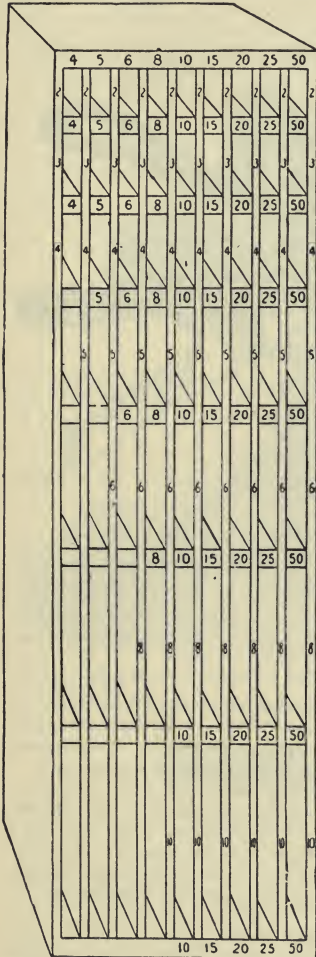 4 5 6 8 10 15 20 25 50
2 2 2 2 2 2 2 2 2 2
4 5 6 8 10 15 20 25 50
3 3 3 3 3 3 3 3 3 3
4 5 6 8 10 15 20 25 50
4 4 4 4 4 4 4 4 4 4
5 6 8 10 15 20 25 50
5 5 5 5 5 5 5 5 5
6 8 10 15 20 25 50
6 6 6 6 6 6 6 6
8 10 15 20 25 50
8 8 8 8 8 8 8
10 15 20 25 50
10 10 10 10 10 10
10 15 20 25 50